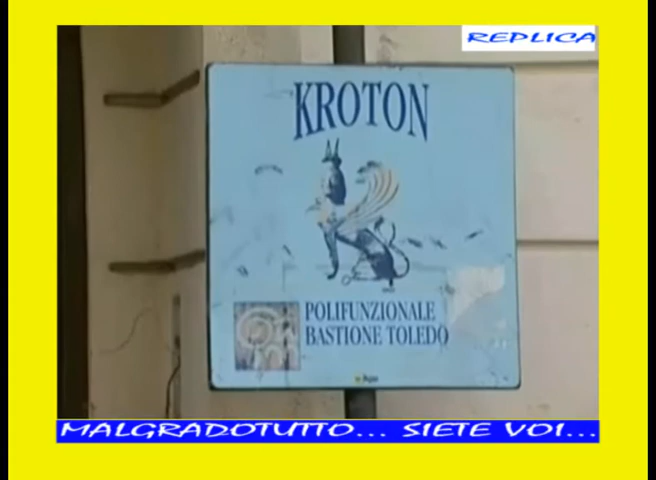 REPLICA
KROTON
POLIFUNZIONALE
BASTIONE TOLEDO
MALGRADOTUTTO... SIETE VOI...